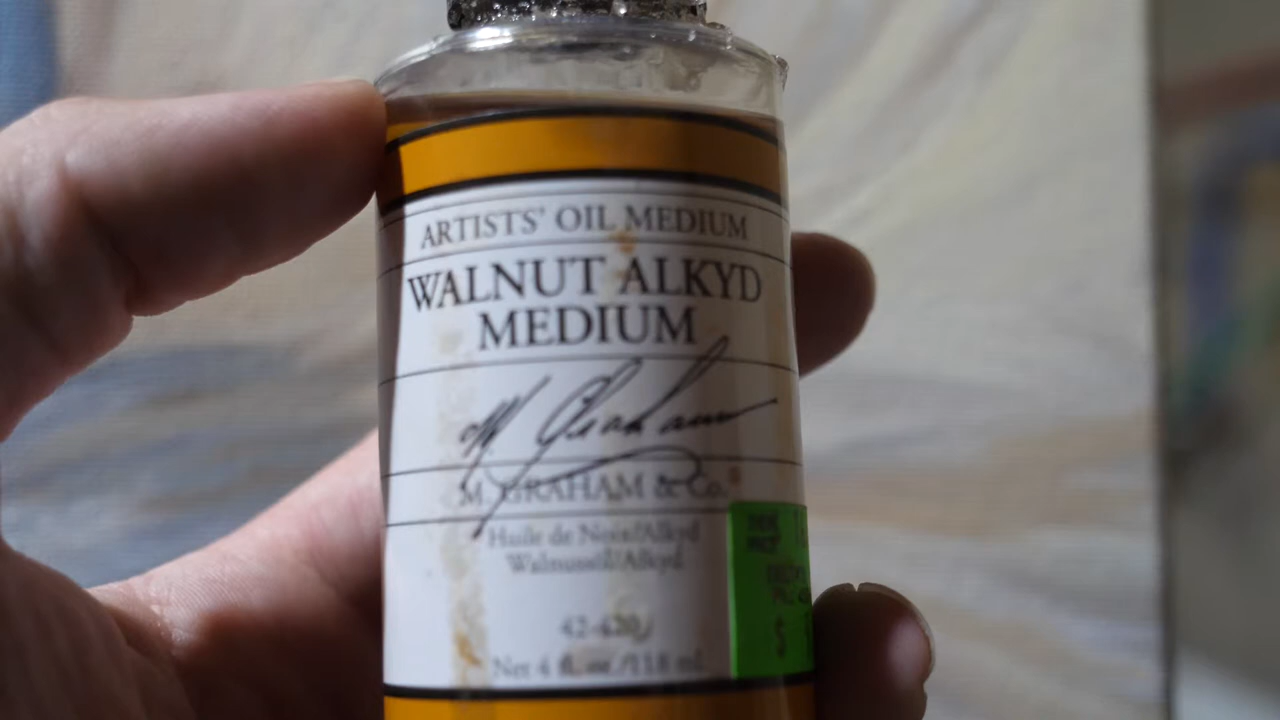 ARTISTS' OIL MEDIUM
WALNUT ALKYD
MEDIUM
M Graham
M. GRAHAM & Co.
Huile de Noix/Alkyd
Walnussöl/Alkyd
Net 4 fl. oz./118 ml
$